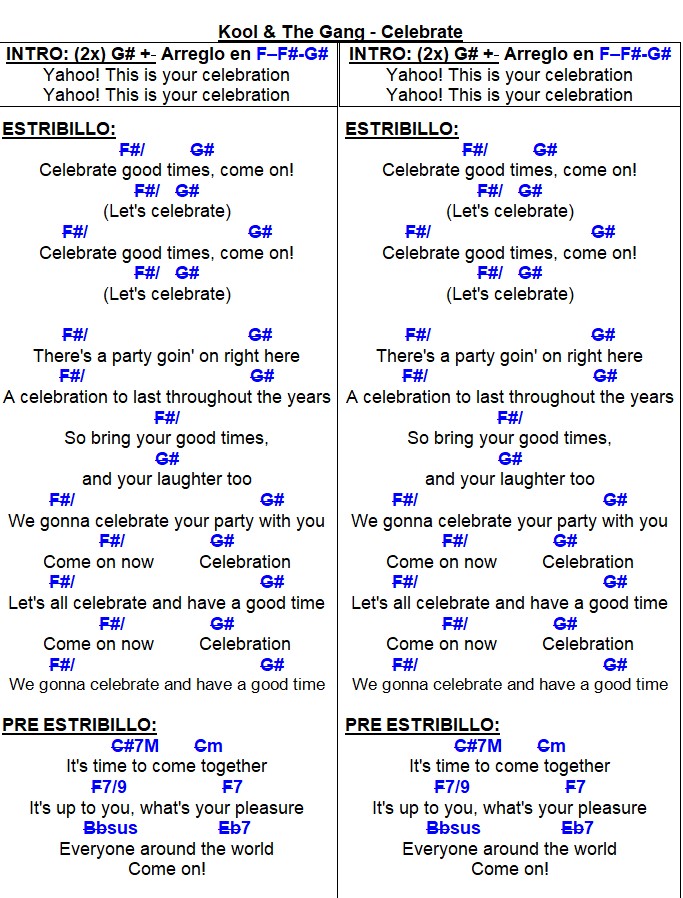 Kool & The Gang - Celebrate
INTRO: (2x) G# +- Arreglo en F–F#-G#
Yahoo! This is your celebration
Yahoo! This is your celebration
ESTRIBILLO:
F#/ G#
Celebrate good times, come on!
F#/ G#
(Let's celebrate)
F#/ G#
Celebrate good times, come on!
F#/ G#
(Let's celebrate)
F#/ G#
There's a party goin' on right here
F#/ G#
A celebration to last throughout the years
F#/
So bring your good times,
G#
and your laughter too
F#/ G#
We gonna celebrate your party with you
F#/ G#
Come on now Celebration
F#/ G#
Let's all celebrate and have a good time
F#/ G#
Come on now Celebration
F#/ G#
We gonna celebrate and have a good time
PRE ESTRIBILLO:
C#7M Cm
It's time to come together
F7/9 F7
It's up to you, what's your pleasure
Bbsus Eb7
Everyone around the world
Come on!
INTRO: (2x) G# +- Arreglo en F–F#-G#
Yahoo! This is your celebration
Yahoo! This is your celebration
ESTRIBILLO:
F#/ G#
Celebrate good times, come on!
F#/ G#
(Let's celebrate)
F#/ G#
Celebrate good times, come on!
F#/ G#
(Let's celebrate)
F#/ G#
There's a party goin' on right here
F#/ G#
A celebration to last throughout the years
F#/
So bring your good times,
G#
and your laughter too
F#/ G#
We gonna celebrate your party with you
F#/ G#
Come on now Celebration
F#/ G#
Let's all celebrate and have a good time
F#/ G#
Come on now Celebration
F#/ G#
We gonna celebrate and have a good time
PRE ESTRIBILLO:
C#7M Cm
It's time to come together
F7/9 F7
It's up to you, what's your pleasure
Bbsus Eb7
Everyone around the world
Come on!